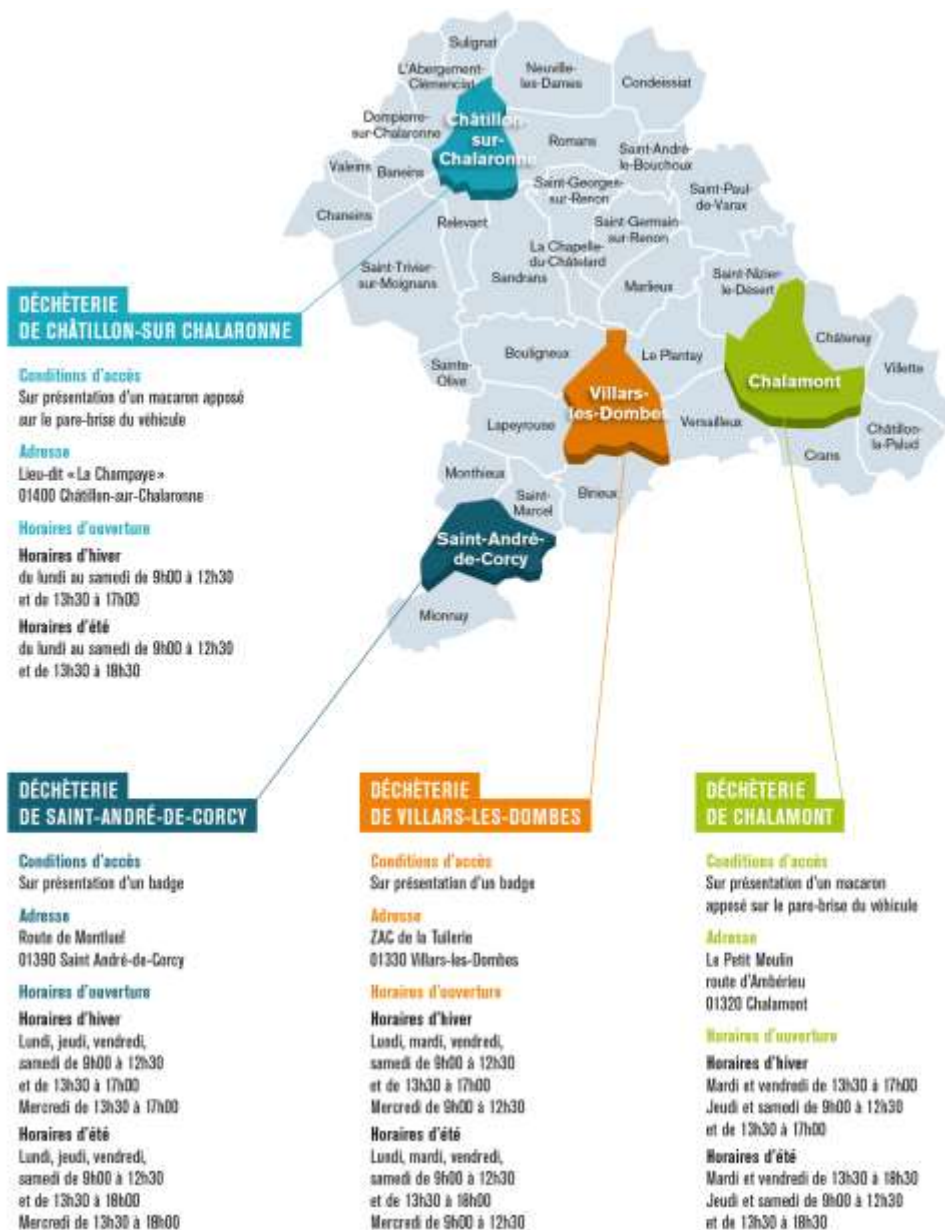 Sulignat
L'Abergement-
Clémenciat
Neuville-
les-Dames
Condeissiat
Dompierre-
sur-Chalaronne
Châtillon-
sur-
Chalaronne
Romans
Saint-André-
le-Bouchoux
Valeins
Baneins
Saint-Georges-
sur-Renon
Saint-Paul-
de-Varax
Chaneins
Relevant
Saint-Germain-
sur-Renon
La Chapelle-
du-Châtelard
Saint-Trivier-
sur-Moignans
Sandrans
Marlieux
Saint-Nizier-
le-Désert
Bouligneux
Le Plantay
Châtenay
Sainte-
Olive
Villars-
les-Dombes
Chalamont
Villette
Lapeyrouse
Versailleux
Châtillon-
la-Palud
Crans
Monthieux
Saint-
Marcel
Birieux
Saint-André-
de-Corcy
Mionnay
DÉCHÈTERIE
DE CHÂTILLON-SUR CHALARONNE
Conditions d'accès
Sur présentation d'un macaron apposé
sur le pare-brise du véhicule
Adresse
Lieu-dit « La Champaye »
01400 Châtillon-sur-Chalaronne
Horaires d'ouverture
Horaires d'hiver
du lundi au samedi de 9h00 à 12h30
et de 13h30 à 17h00
Horaires d'été
du lundi au samedi de 9h00 à 12h30
et de 13h30 à 18h30
DÉCHÈTERIE
DE SAINT-ANDRÉ-DE-CORCY
Conditions d'accès
Sur présentation d'un badge
Adresse
Route de Montluel
01390 Saint André-de-Corcy
Horaires d'ouverture
Horaires d'hiver
Lundi, jeudi, vendredi,
samedi de 9h00 à 12h30
et de 13h30 à 17h00
Mercredi de 13h30 à 17h00
Horaires d'été
Lundi, jeudi, vendredi,
samedi de 9h00 à 12h30
et de 13h30 à 18h00
Mercredi de 13h30 à 18h00
DÉCHÈTERIE
DE VILLARS-LES-DOMBES
Conditions d'accès
Sur présentation d'un badge
Adresse
ZAC de la Tuilerie
01330 Villars-les-Dombes
Horaires d'ouverture
Horaires d'hiver
Lundi, mardi, vendredi,
samedi de 9h00 à 12h30
et de 13h30 à 17h00
Mercredi de 9h00 à 12h30
Horaires d'été
Lundi, mardi, vendredi,
samedi de 9h00 à 12h30
et de 13h30 à 18h00
Mercredi de 9h00 à 12h30
DÉCHÈTERIE
DE CHALAMONT
Conditions d'accès
Sur présentation d'un macaron
apposé sur le pare-brise du véhicule
Adresse
Le Petit Moulin
route d'Ambérieu
01320 Chalamont
Horaires d'ouverture
Horaires d'hiver
Mardi et vendredi de 13h30 à 17h00
Jeudi et samedi de 9h00 à 12h30
et de 13h30 à 17h00
Horaires d'été
Mardi et vendredi de 13h30 à 18h30
Jeudi et samedi de 9h00 à 12h30
et de 13h30 à 18h30